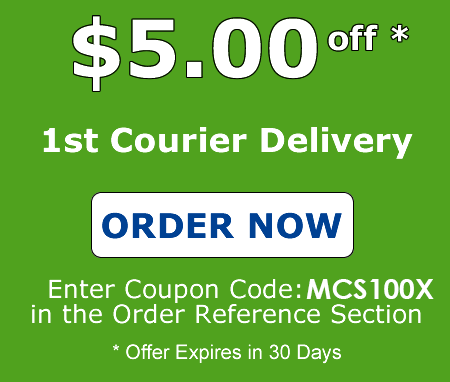 $5.00 off *
1st Courier Delivery
ORDER NOW
Enter Coupon Code: MCS100X
in the Order Reference Section
* Offer Expires in 30 Days